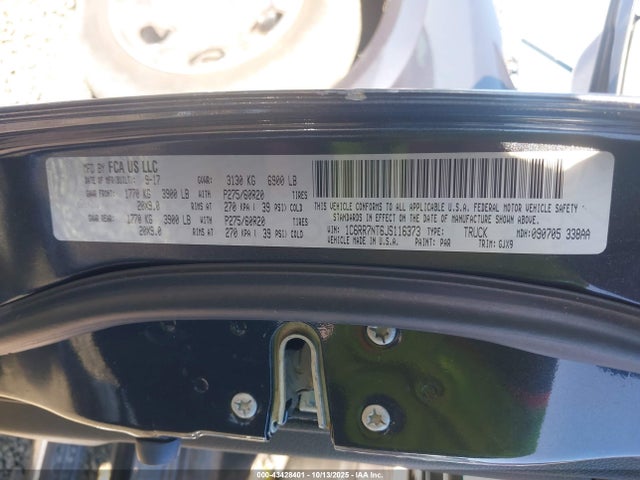 MFD BY FCA US LLC
DATE OF MFR/BUILT: 9-17 GVWR: 3130 KG 6900 LB
GAWR FRONT: 1770 KG 3900 LB WITH P275/60R20 TIRES
20X9.0 RIMS AT 270 KPA ( 39 PSI) COLD
GAWR REAR: 1770 KG 3900 LB WITH P275/60R20 TIRES
20X9.0 RIMS AT 270 KPA ( 39 PSI) COLD
THIS VEHICLE CONFORMS TO ALL APPLICABLE U.S.A. FEDERAL MOTOR VEHICLE SAFETY
STANDARDS IN EFFECT ON THE DATE OF MANUFACTURE SHOWN ABOVE.
VIN: 1C6RR7NT6JS116373 TYPE: TRUCK MDH: 090705 338AA
VEHICLE MADE IN U.S.A. PAINT: PAR TRIM: GJX9
Stock #: 43428401 - 10/13/2025 - IAAI.com